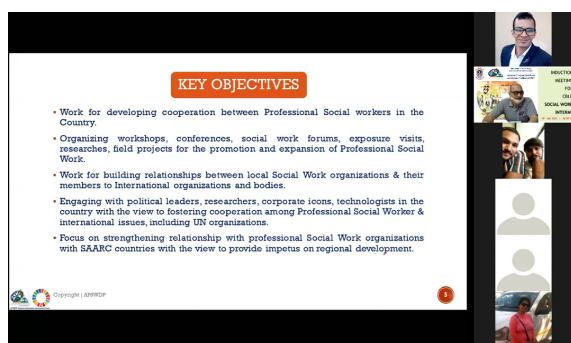 KEY OBJECTIVES
• Work for developing cooperation between Professional Social workers in the
Country.
• Organizing workshops, conferences, social work forums, exposure visits,
researches, field projects for the promotion and expansion of Professional Social
Work.
• Work for building relationships between local Social Work organizations & their
members to International organizations and bodies.
• Engaging with political leaders, researchers, corporate icons, technologists in the
country with the view to fostering cooperation among Professional Social Worker &
international issues, including UN organizations.
• Focus on strengthening relationship with professional Social Work organizations
with SAARC countries with the view to provide impetus on regional development.
Copyright | APSWDP
5
INDUCTIO
MEETIN
FO
SOCIAL WOR
INTERN